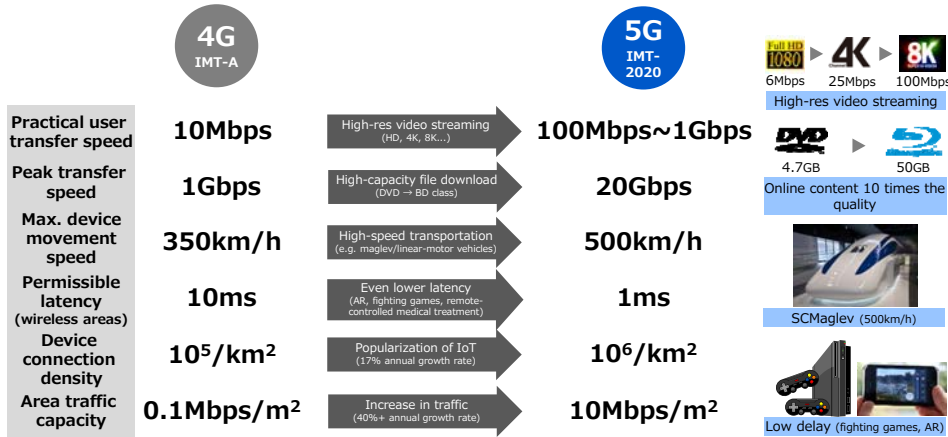 4G
IMT-A
5G
IMT-
2020
Full HD
1080
4K
8K
6Mbps
25Mbps
100Mbps
High-res video streaming
Practical user
transfer speed
10Mbps
High-res video streaming
(HD, 4K, 8K...)
100Mbps~1Gbps
DVD
4.7GB
50GB
Online content 10 times the
quality
Peak transfer
speed
1Gbps
High-capacity file download
(DVD → BD class)
20Gbps
Max. device
movement
speed
350km/h
High-speed transportation
(e.g. maglev/linear-motor vehicles)
500km/h
SCMaglev (500km/h)
Permissible
latency
(wireless areas)
10ms
Even lower latency
(AR, fighting games, remote-
controlled medical treatment)
1ms
Device
connection
density
10⁵/km²
Popularization of IoT
(17% annual growth rate)
10⁶/km²
Area traffic
capacity
0.1Mbps/m²
Increase in traffic
(40%+ annual growth rate)
10Mbps/m²
Low delay (fighting games, AR)